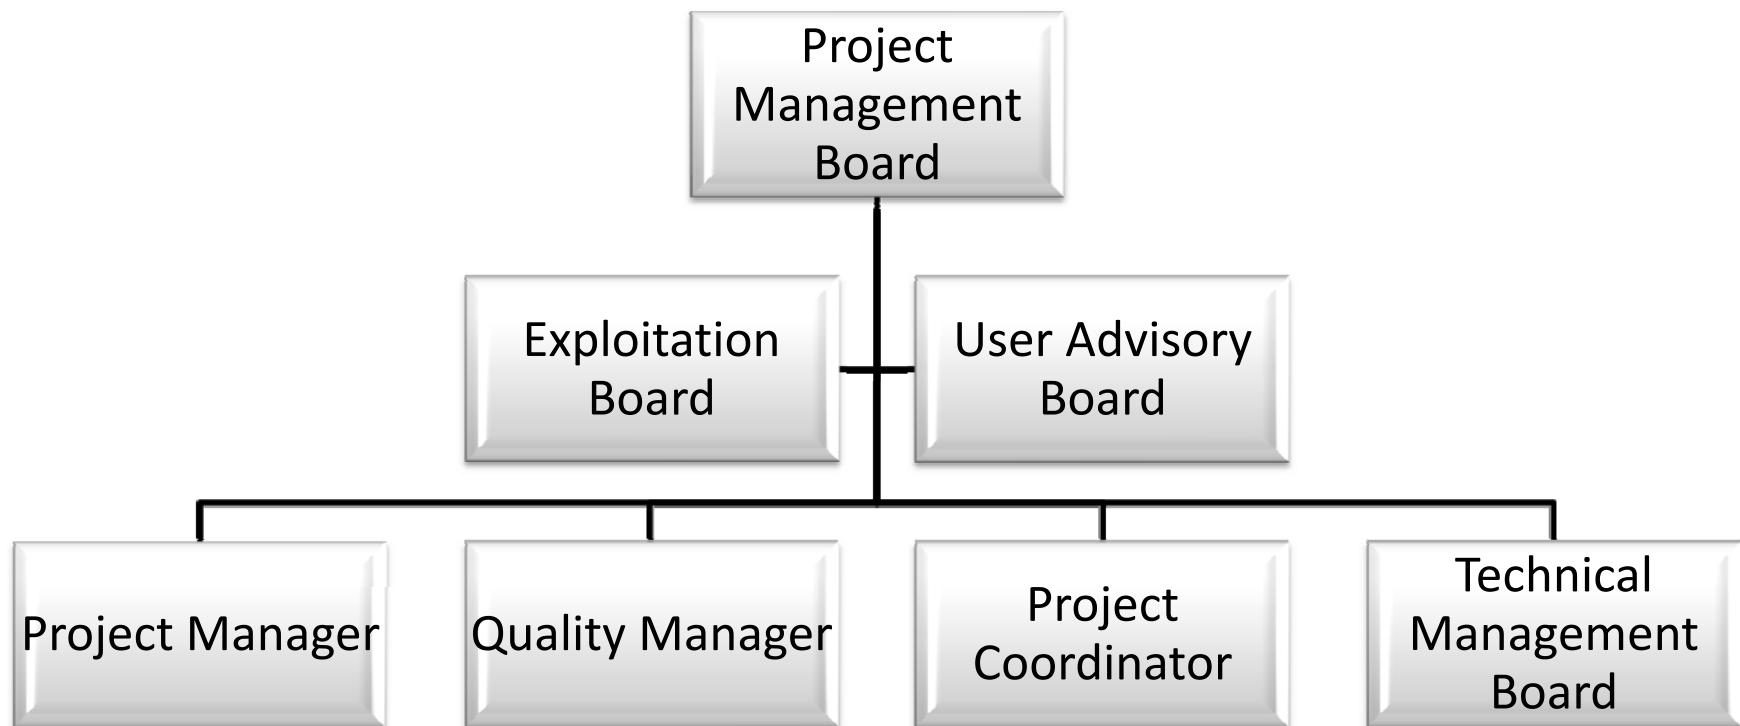 Project
Management
Board
Exploitation
Board
User Advisory
Board
Project Manager
Quality Manager
Project
Coordinator
Technical
Management
Board